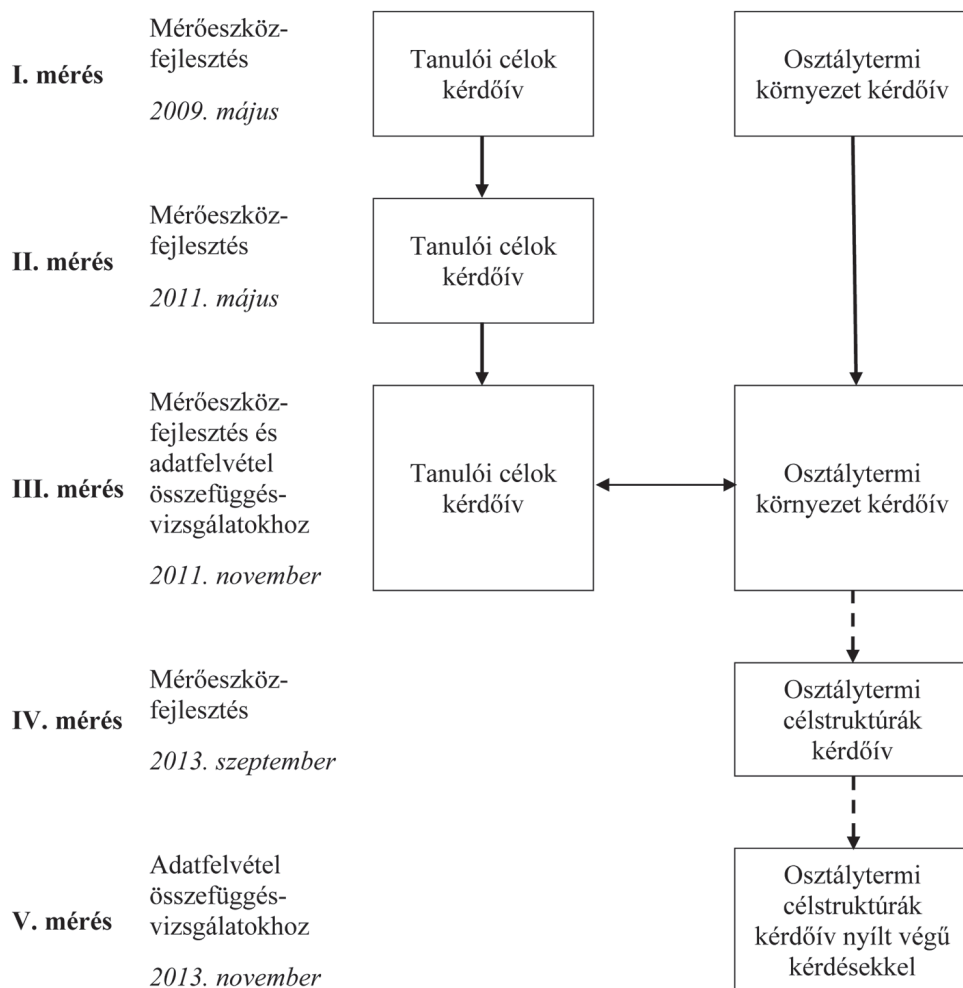 I. mérés
Mérőeszköz-
fejlesztés
2009. május
Tanulói célok
kérdőív
Osztálytermi
környezet kérdőív
II. mérés
Mérőeszköz-
fejlesztés
2011. május
Tanulói célok
kérdőív
III. mérés
Mérőeszköz-
fejlesztés és
adatfelvétel
összefüggés-
vizsgálatokhoz
2011. november
Tanulói célok
kérdőív
Osztálytermi
környezet kérdőív
IV. mérés
Mérőeszköz-
fejlesztés
2013. szeptember
Osztálytermi
célstruktúrák
kérdőív
V. mérés
Adatfelvétel
összefüggés-
vizsgálatokhoz
2013. november
Osztálytermi
célstruktúrák
kérdőív nyílt végű
kérdésekkel